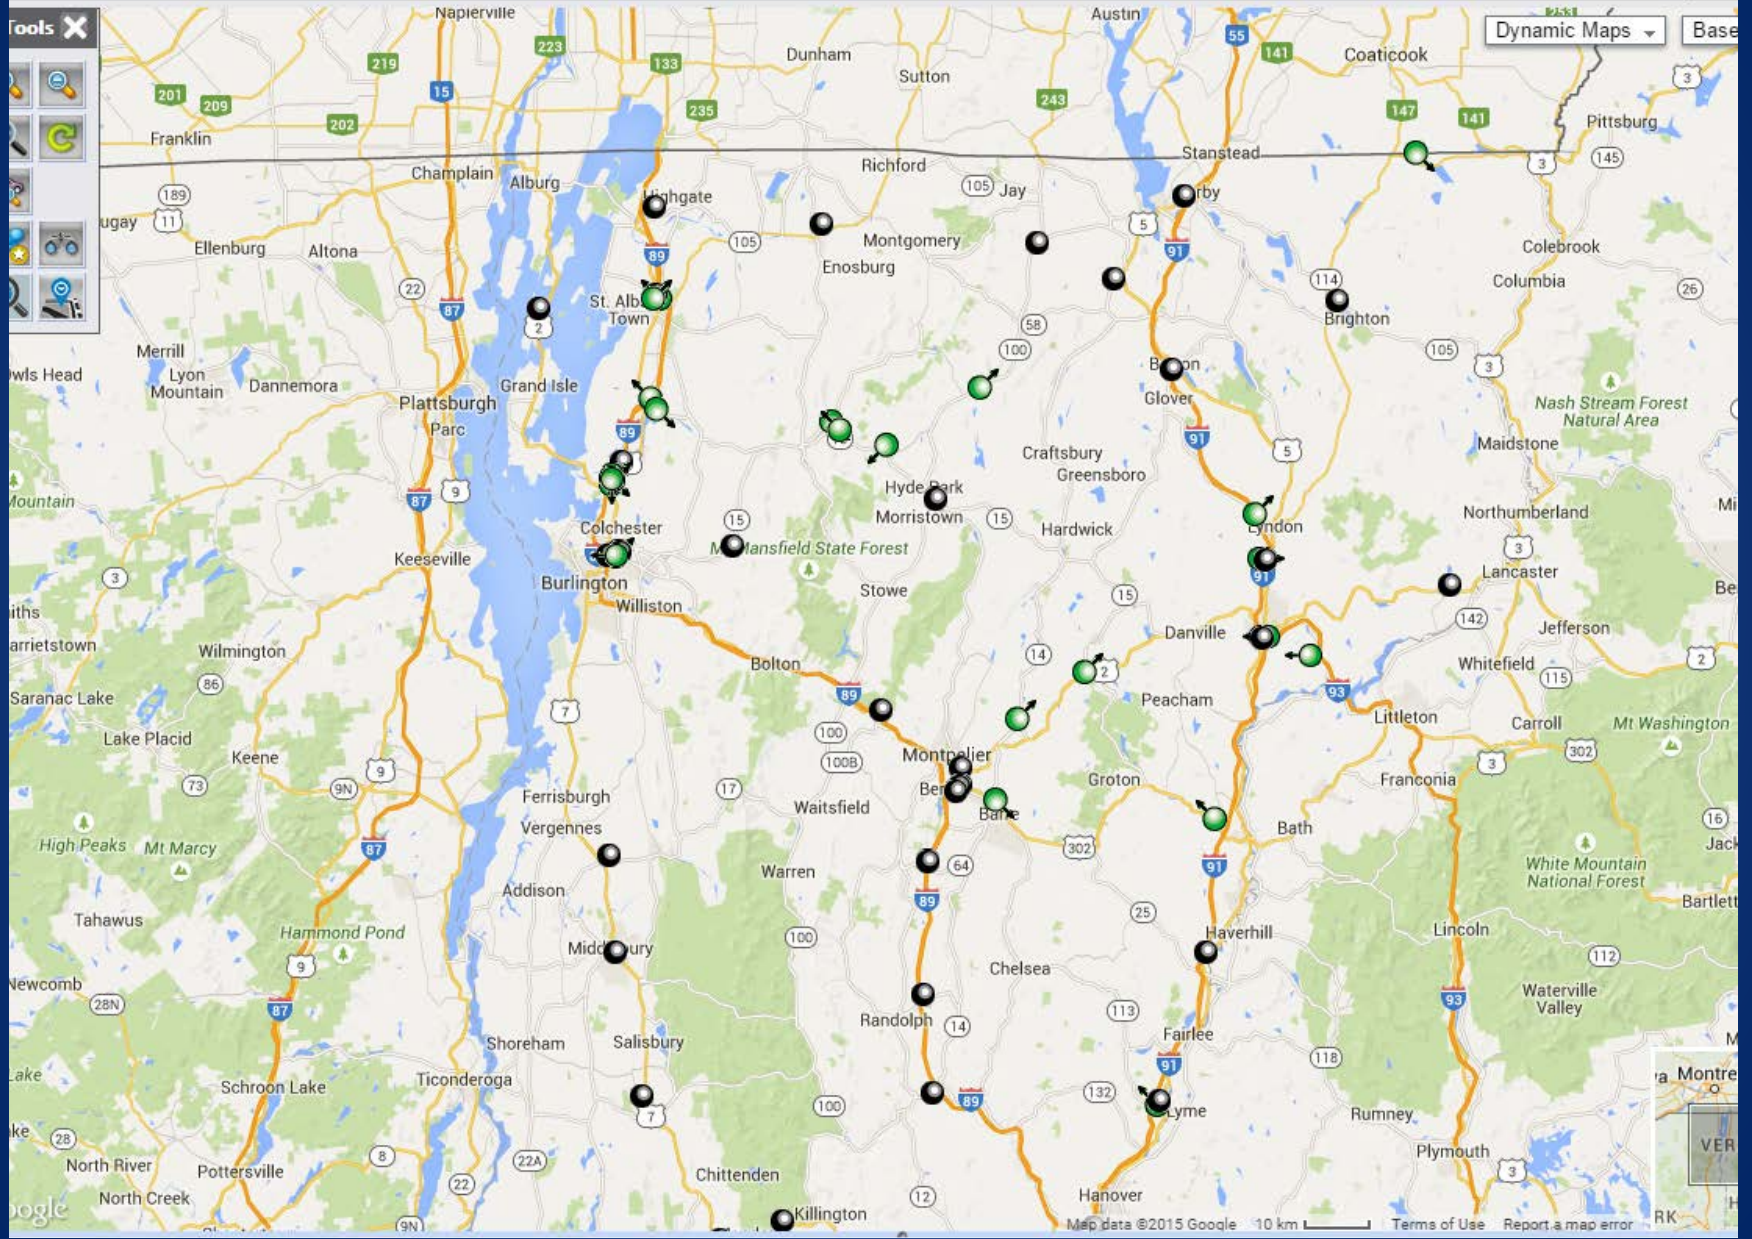 Napierville
Austin
253
Tools
Dynamic Maps
Base
223
55
141
Dunham
Coaticook
219
133
Sutton
3
15
201
209
235
243
147
141
202
Franklin
Pittsburg
Stanstead
Champlain
Richford
3
145
Alburg
105
Jay
189
Highgate
11
5
Ellenburg
Altona
105
Montgomery
Colebrook
89
91
Enosburg
114
Columbia
22
26
87
Town
2
Brighton
58
Merrill
100
105
Lyon
Mountain
Dannemora
Grand Isle
3
Glover
Plattsburgh
Nash Stream Forest
Natural Area
Parc
89
91
Maidstone
Craftsbury
5
Greensboro
87
9
Hyde Park
Morristown
15
15
Northumberland
Colchester
Hardwick
Lyndon
Mansfield State Forest
3
Keeseville
91
Lancaster
3
Burlington
Stowe
15
Williston
142
Danville
Jefferson
Wilmington
14
Bolton
2
Whitefield
2
86
89
93
115
Saranac Lake
Peacham
7
Littleton
Carroll
Mt Washington
Lake Placid
100
302
Keene
Montpelier
100B
9
3
73
9N
17
Groton
Franconia
Ferrisburgh
Waitsfield
Barre
Vergennes
Bath
16
High Peaks
Mt Marcy
87
302
91
64
White Mountain
National Forest
Warren
Addison
89
Bartlett
25
Tahawus
Hammond Pond
Haverhill
Lincoln
100
Middlebury
9
112
Chelsea
Newcomb
Waterville
Valley
28N
87
93
113
Randolph
14
Fairlee
Shoreham
Salisbury
118
91
Ticonderoga
Schroon Lake
132
89
100
7
Lyme
Rumney
28
8
Plymouth
22A
North River
Pottersville
3
Chittenden
22
North Creek
12
Hanover
Killington
9N
Map data ©2015 Google
10 km
Terms of Use
Report a map error